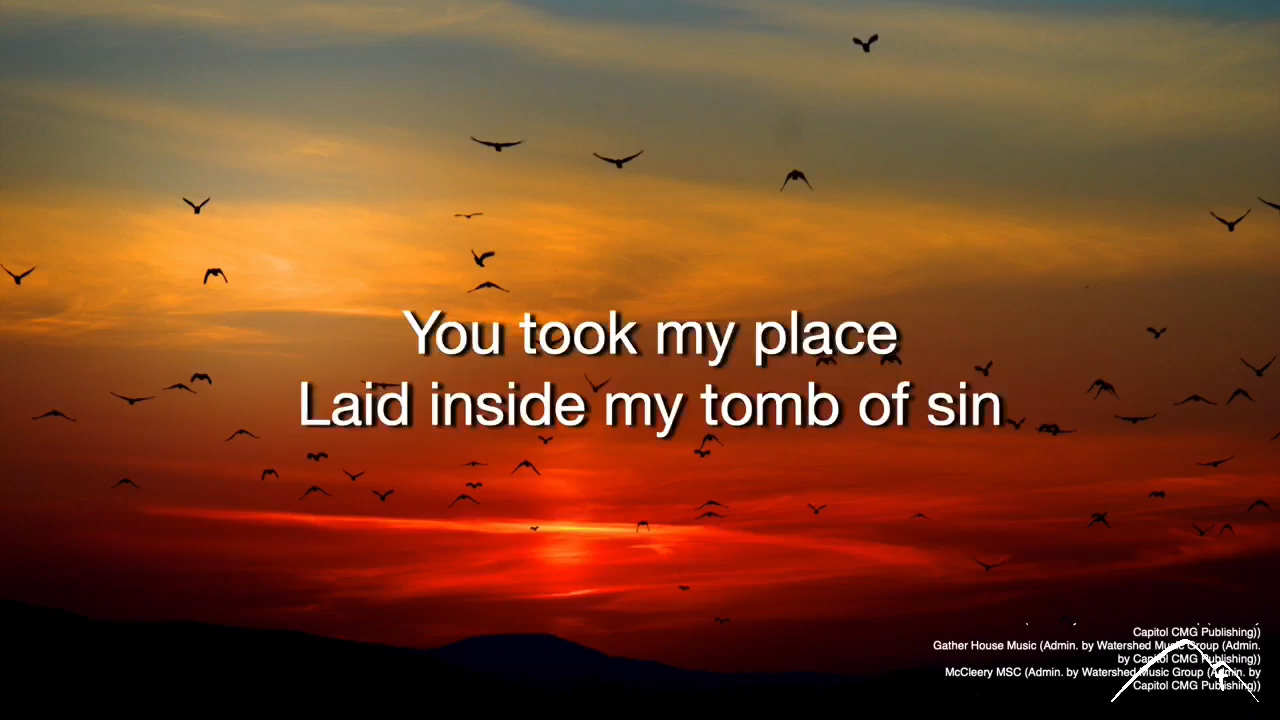 You took my place
Laid inside my tomb of sin
Capitol CMG Publishing))
Gather House Music (Admin. by Watershed Music Group (Admin.
by Capitol CMG Publishing))
McCleery MSC (Admin. by Watershed Music Group (Admin. by
Capitol CMG Publishing))